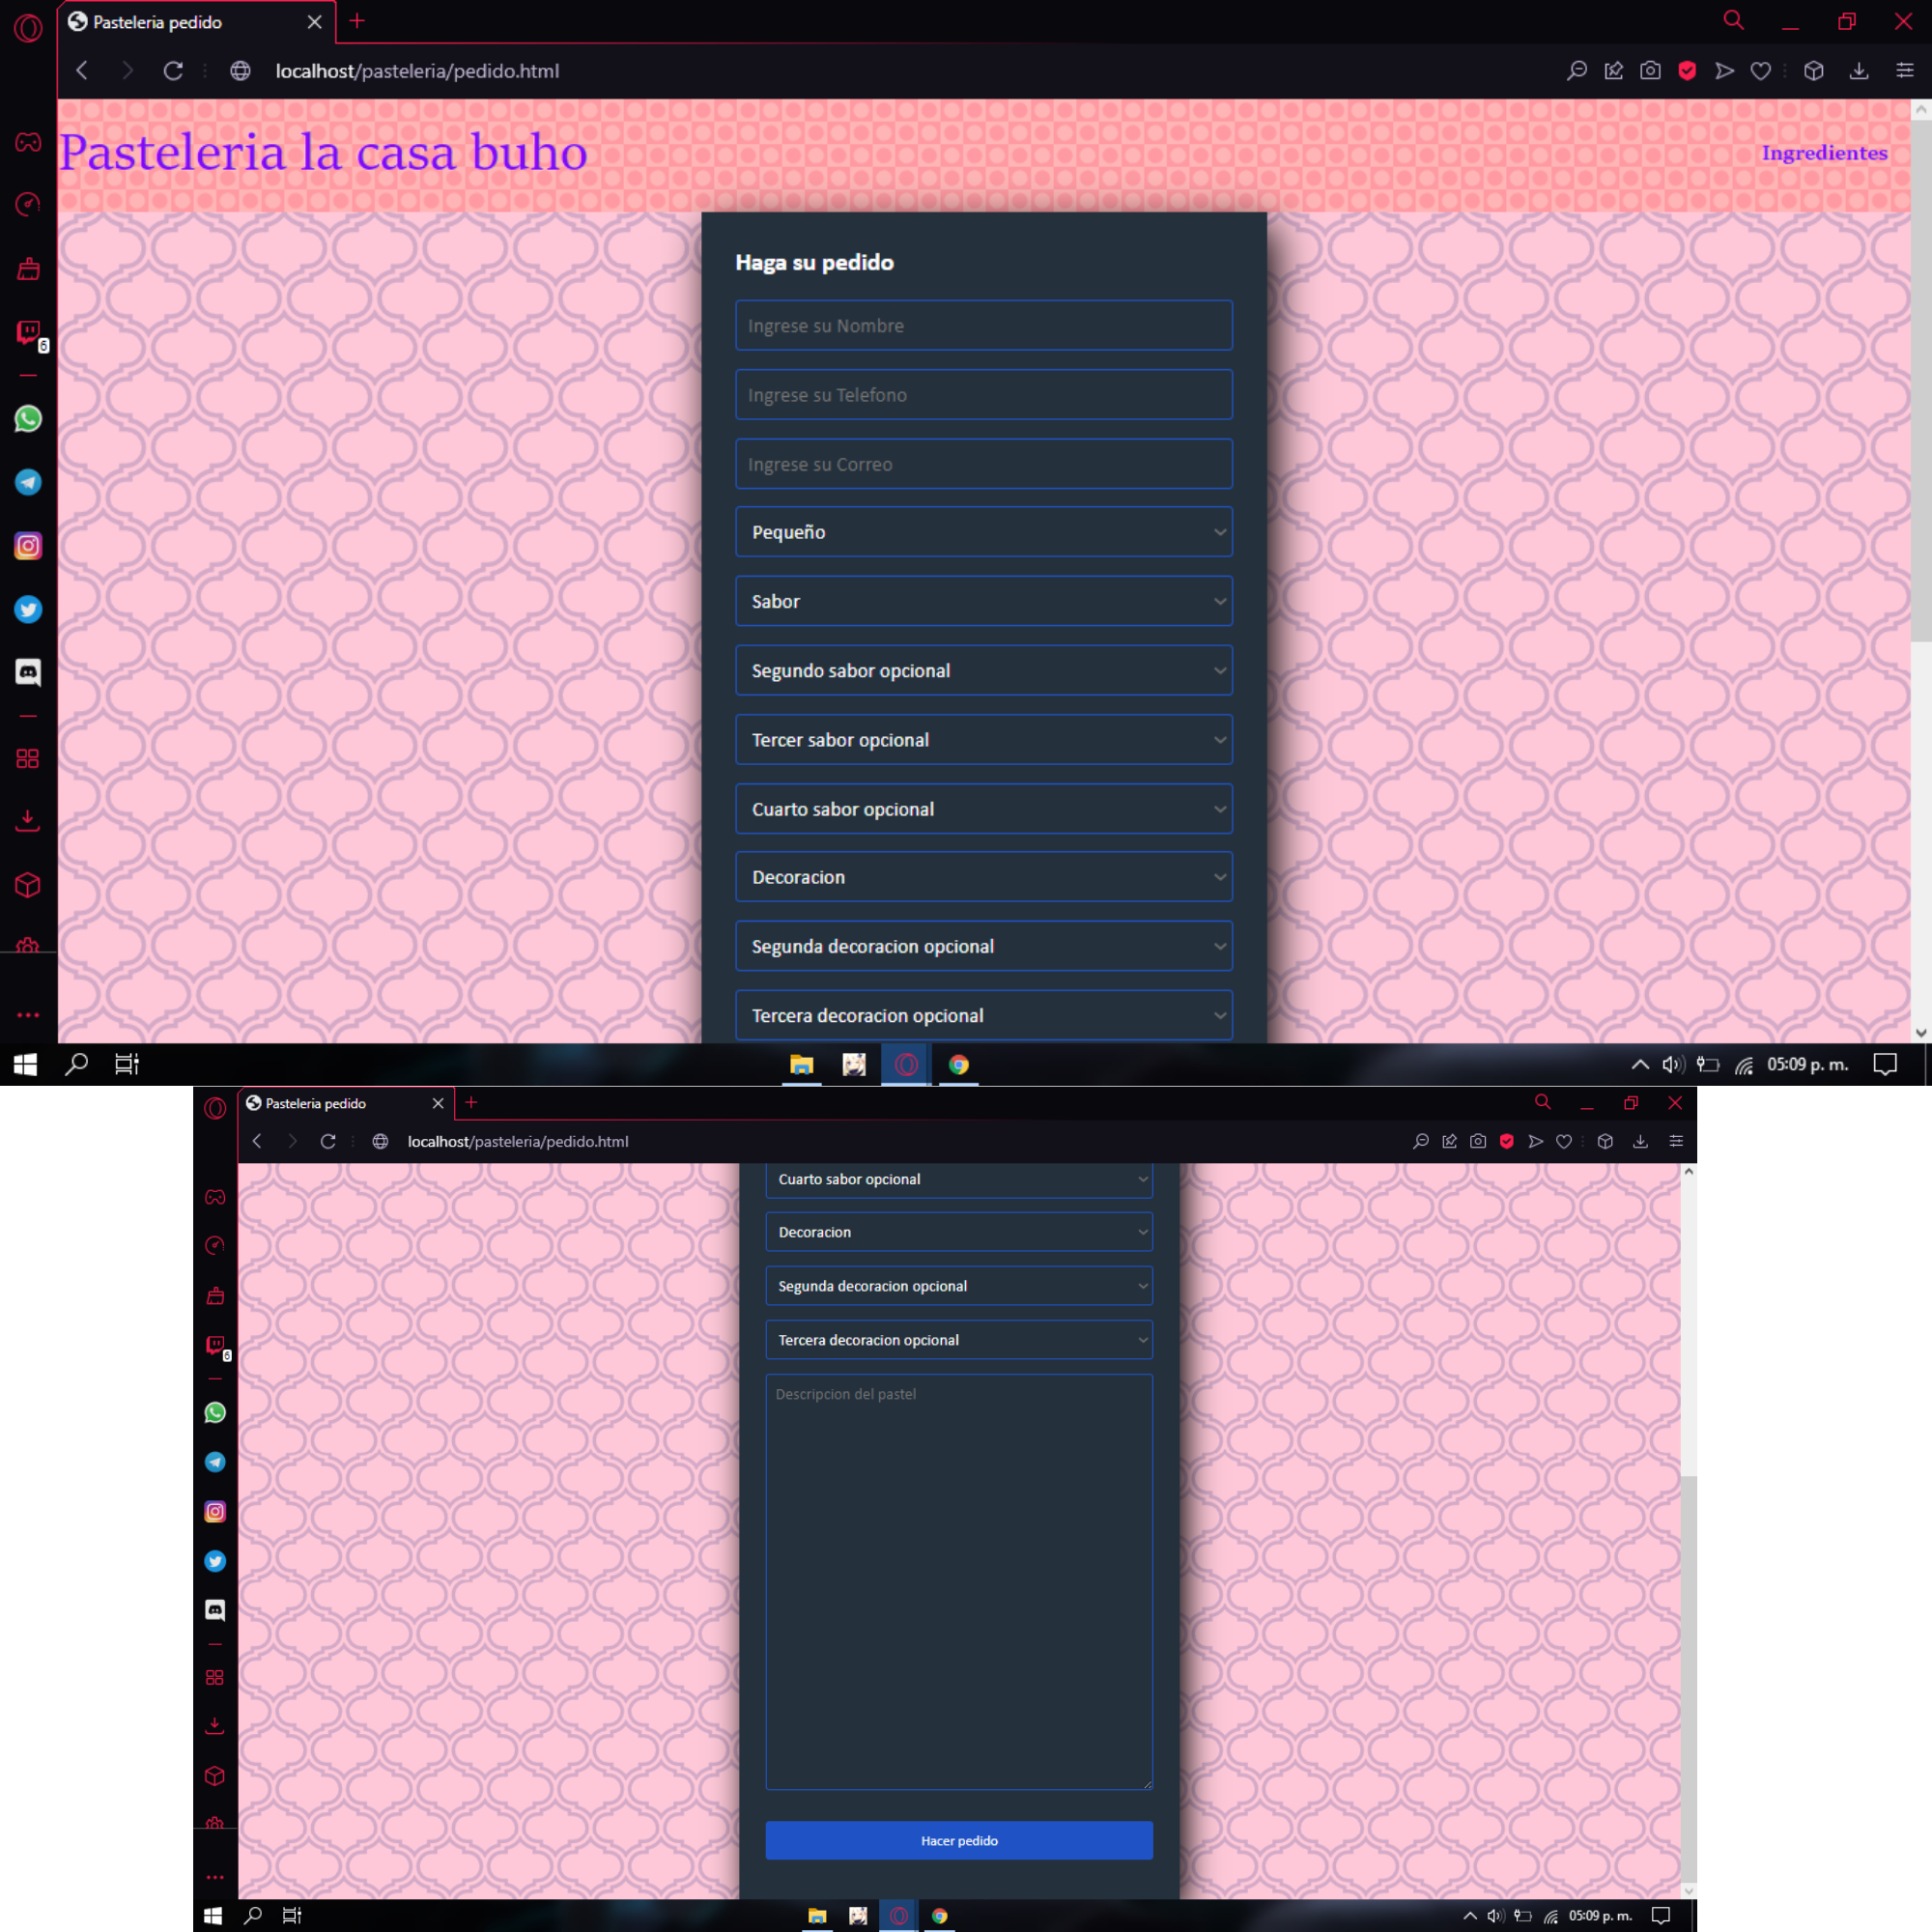 Pasteleria pedido
localhost/pasteleria/pedido.html
Pasteleria la casa buho
Ingredientes
Haga su pedido
Ingrese su Nombre
Ingrese su Telefono
Ingrese su Correo
Pequeño
Sabor
Segundo sabor opcional
Tercer sabor opcional
Cuarto sabor opcional
Decoracion
Segunda decoracion opcional
Tercera decoracion opcional
6
05:09 p. m.
Pasteleria pedido
localhost/pasteleria/pedido.html
Cuarto sabor opcional
Decoracion
Segunda decoracion opcional
Tercera decoracion opcional
Descripcion del pastel
Hacer pedido
6
05:09 p. m.